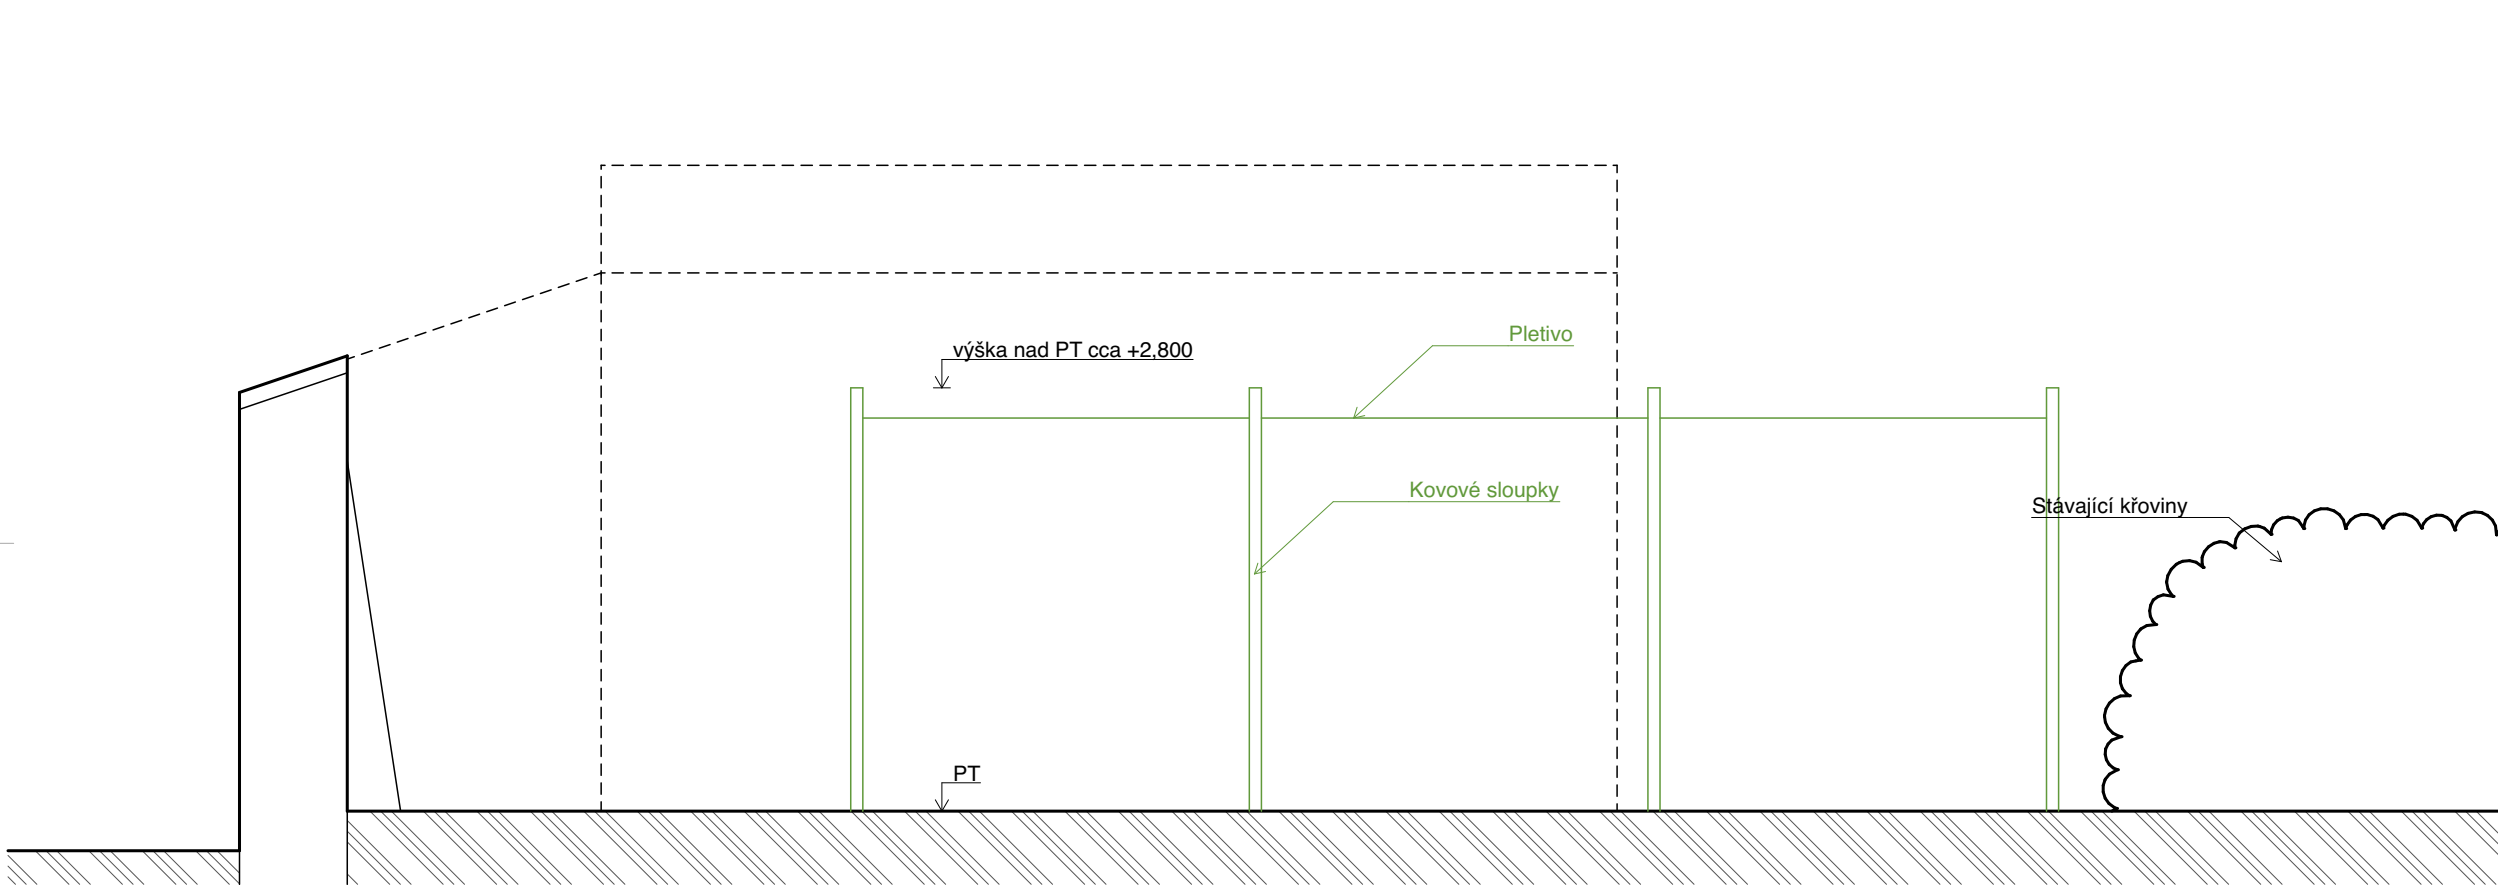 Pletivo
výška nad PT cca +2,800
Kovové sloupky
Stávající křoviny
PT